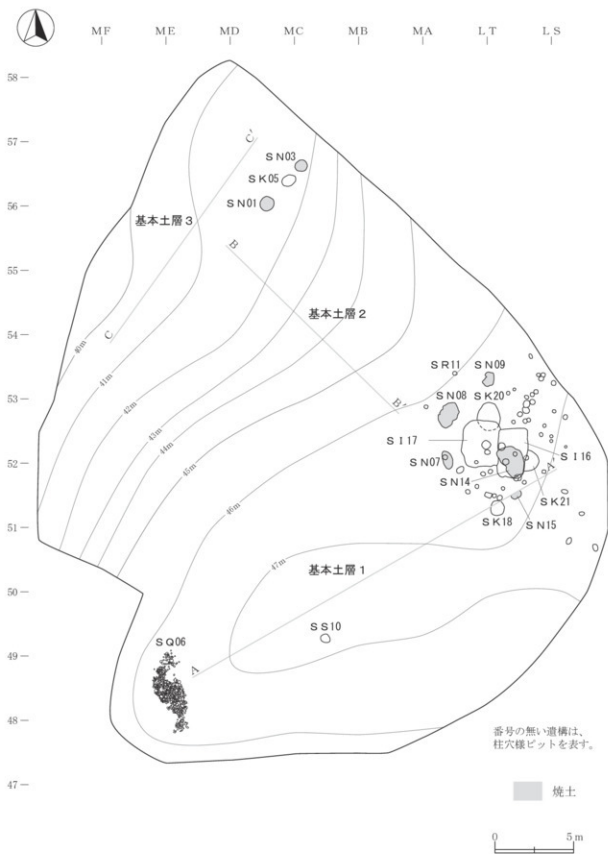 MF ME MD MC MB MA LT LS
58
57
56
55
54
53
52
51
50
49
48
47
C'
SN03
SK05
SN01
基本土層3
B
基本土層2
C
40m
41m
42m
43m
44m
45m
46m
47m
B'
SR11
SN09
SN08
SK20
SI17
SI16
SN07
A'
SN14
SK21
SK18
SN15
基本土層1
SS10
SQ06
A
番号の無い遺構は、
柱穴様ピットを表す。
焼土
0 5m